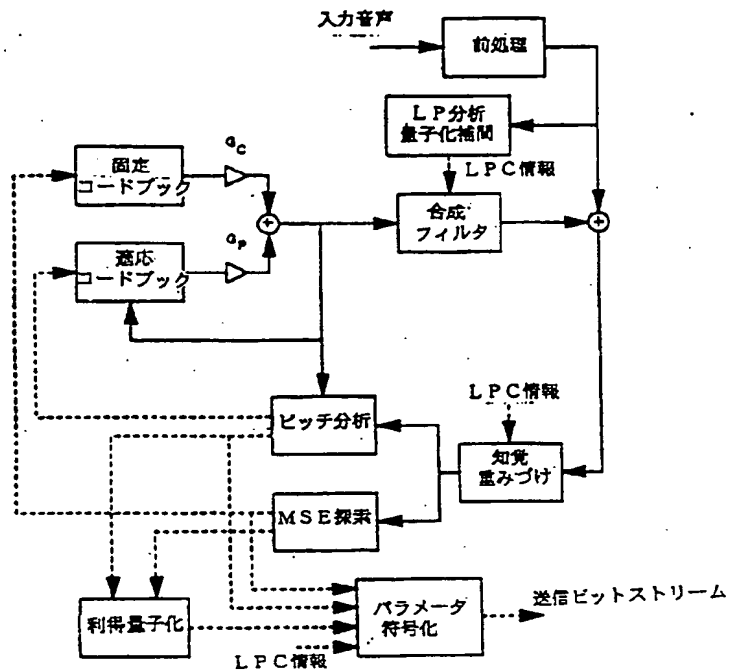 入力音声
前処理
LP分析
量子化補間
LPC情報
固定
コードブック
GC
合成
フィルタ
適応
コードブック
GP
ピッチ分析
LPC情報
知覚
重みづけ
MSE探索
利得量子化
パラメータ
符号化
送信ビットストリーム
LPC情報